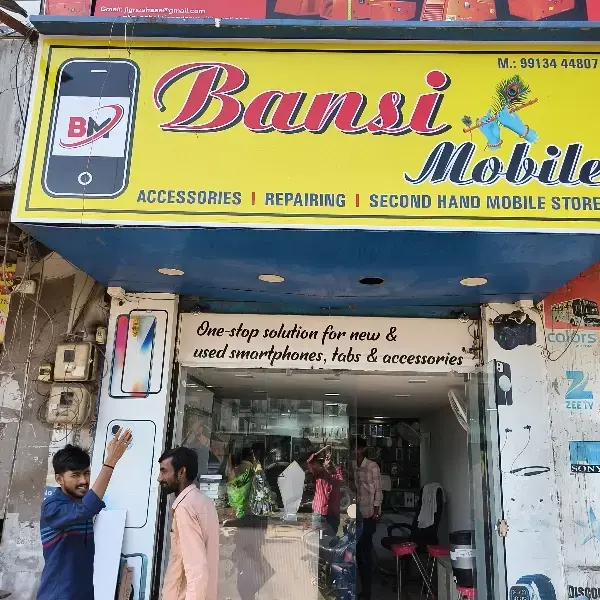 M.: 99134 44807
BM
Bansi
Mobile
ACCESSORIES | REPAIRING | SECOND HAND MOBILE STORE
One-stop solution for new &
used smartphones, tabs & accessories
colors
ZEE TV
SONY